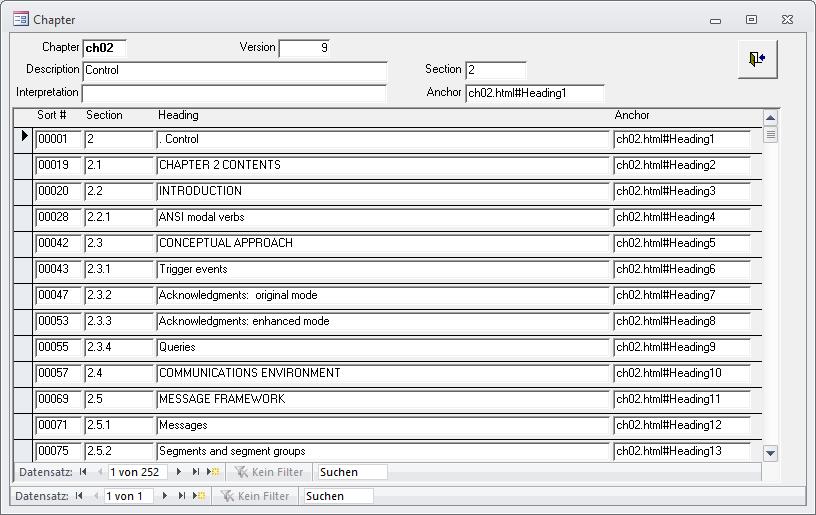 Chapter
Chapter ch02 Version 9
Description Control Section 2
Interpretation Anchor ch02.html#Heading1
Sort # Section Heading Anchor
00001 2 . Control ch02.html#Heading1
00019 2.1 CHAPTER 2 CONTENTS ch02.html#Heading2
00020 2.2 INTRODUCTION ch02.html#Heading3
00028 2.2.1 ANSI modal verbs ch02.html#Heading4
00042 2.3 CONCEPTUAL APPROACH ch02.html#Heading5
00043 2.3.1 Trigger events ch02.html#Heading6
00047 2.3.2 Acknowledgments:  original mode ch02.html#Heading7
00053 2.3.3 Acknowledgments: enhanced mode ch02.html#Heading8
00055 2.3.4 Queries ch02.html#Heading9
00057 2.4 COMMUNICATIONS ENVIRONMENT ch02.html#Heading10
00069 2.5 MESSAGE FRAMEWORK ch02.html#Heading11
00071 2.5.1 Messages ch02.html#Heading12
00075 2.5.2 Segments and segment groups ch02.html#Heading13
Datensatz: 1 von 252 Kein Filter Suchen
Datensatz: 1 von 1 Kein Filter Suchen